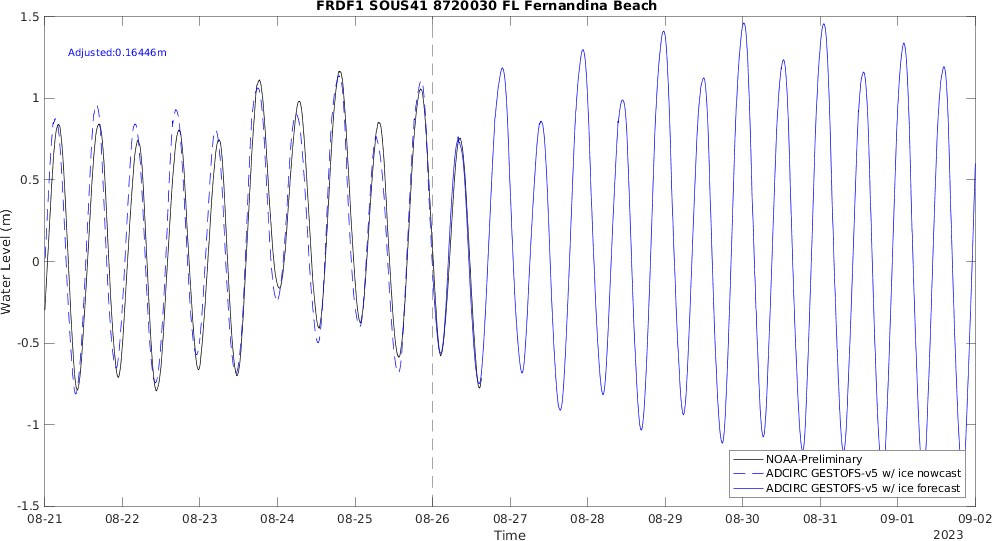 FRDF1 SOUS41 8720030 FL Fernandina Beach
Adjusted:0.16446m
1.5
1
0.5
0
-0.5
-1
-1.5
Water Level (m)
NOAA-Preliminary
ADCIRC GESTOFS-v5 w/ ice nowcast
ADCIRC GESTOFS-v5 w/ ice forecast
08-21 08-22 08-23 08-24 08-25 08-26 08-27 08-28 08-29 08-30 08-31 09-01 09-02
Time
2023